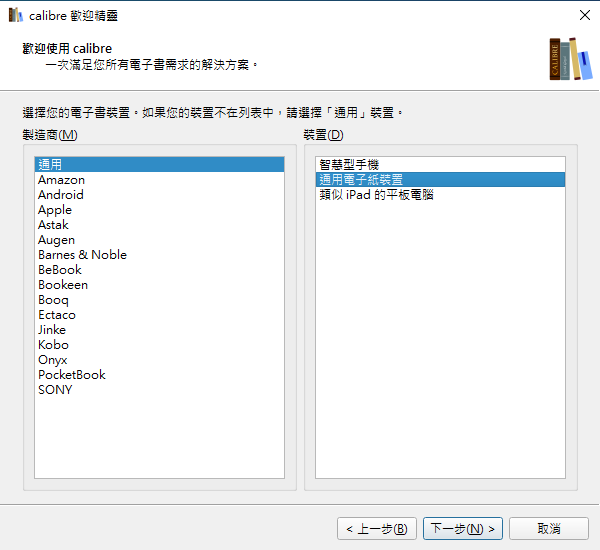 calibre 歡迎精靈
歡迎使用 calibre
一次滿足您所有電子書需求的解決方案。
CALIBRE
選擇您的電子書裝置。如果您的裝置不在列表中，請選擇「通用」裝置。
製造商(M)
通用
Amazon
Android
Apple
Astak
Augen
Barnes & Noble
BeBook
Bookeen
Booq
Ectaco
Jinke
Kobo
Onyx
PocketBook
SONY
裝置(D)
智慧型手機
通用電子紙裝置
類似 iPad 的平板電腦
< 上一步(B)
下一步(N) >
取消